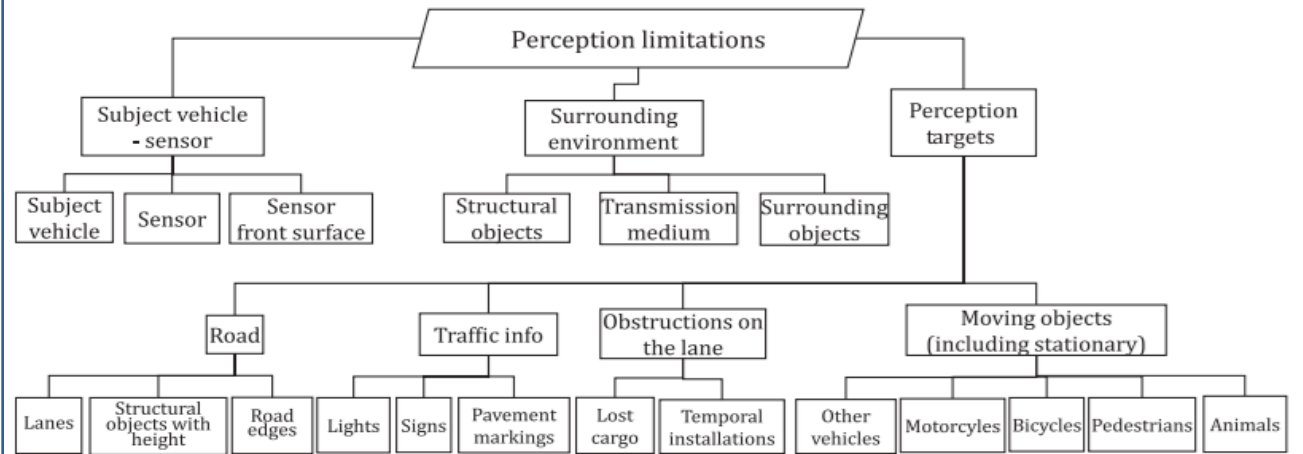 Perception limitations
Subject vehicle
- sensor
Surrounding
environment
Perception
targets
Subject
vehicle
Sensor
Sensor
front surface
Structural
objects
Transmission
medium
Surrounding
objects
Road
Traffic info
Obstructions on
the lane
Moving objects
(including stationary)
Lanes
Structural
objects with
height
Road
edges
Lights
Signs
Pavement
markings
Lost
cargo
Temporal
installations
Other
vehicles
Motorcyles
Bicycles
Pedestrians
Animals